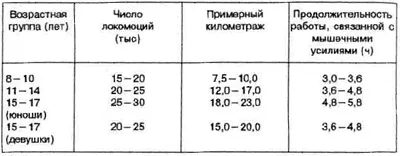 Возрастная группа (лет) | Число локомоций (тыс) | Примерный километраж | Продолжительность работы, связанной с мышечными усилиями (ч)
8–10 | 15–20 | 7,5–10,0 | 3,0–3,6
11–14 | 20–25 | 12,0–17,0 | 3,6–4,8
15–17 (юноши) | 25–30 | 18,0–23,0 | 4,8–5,8
15–17 (девушки) | 20–25 | 15,0–20,0 | 3,6–4,8